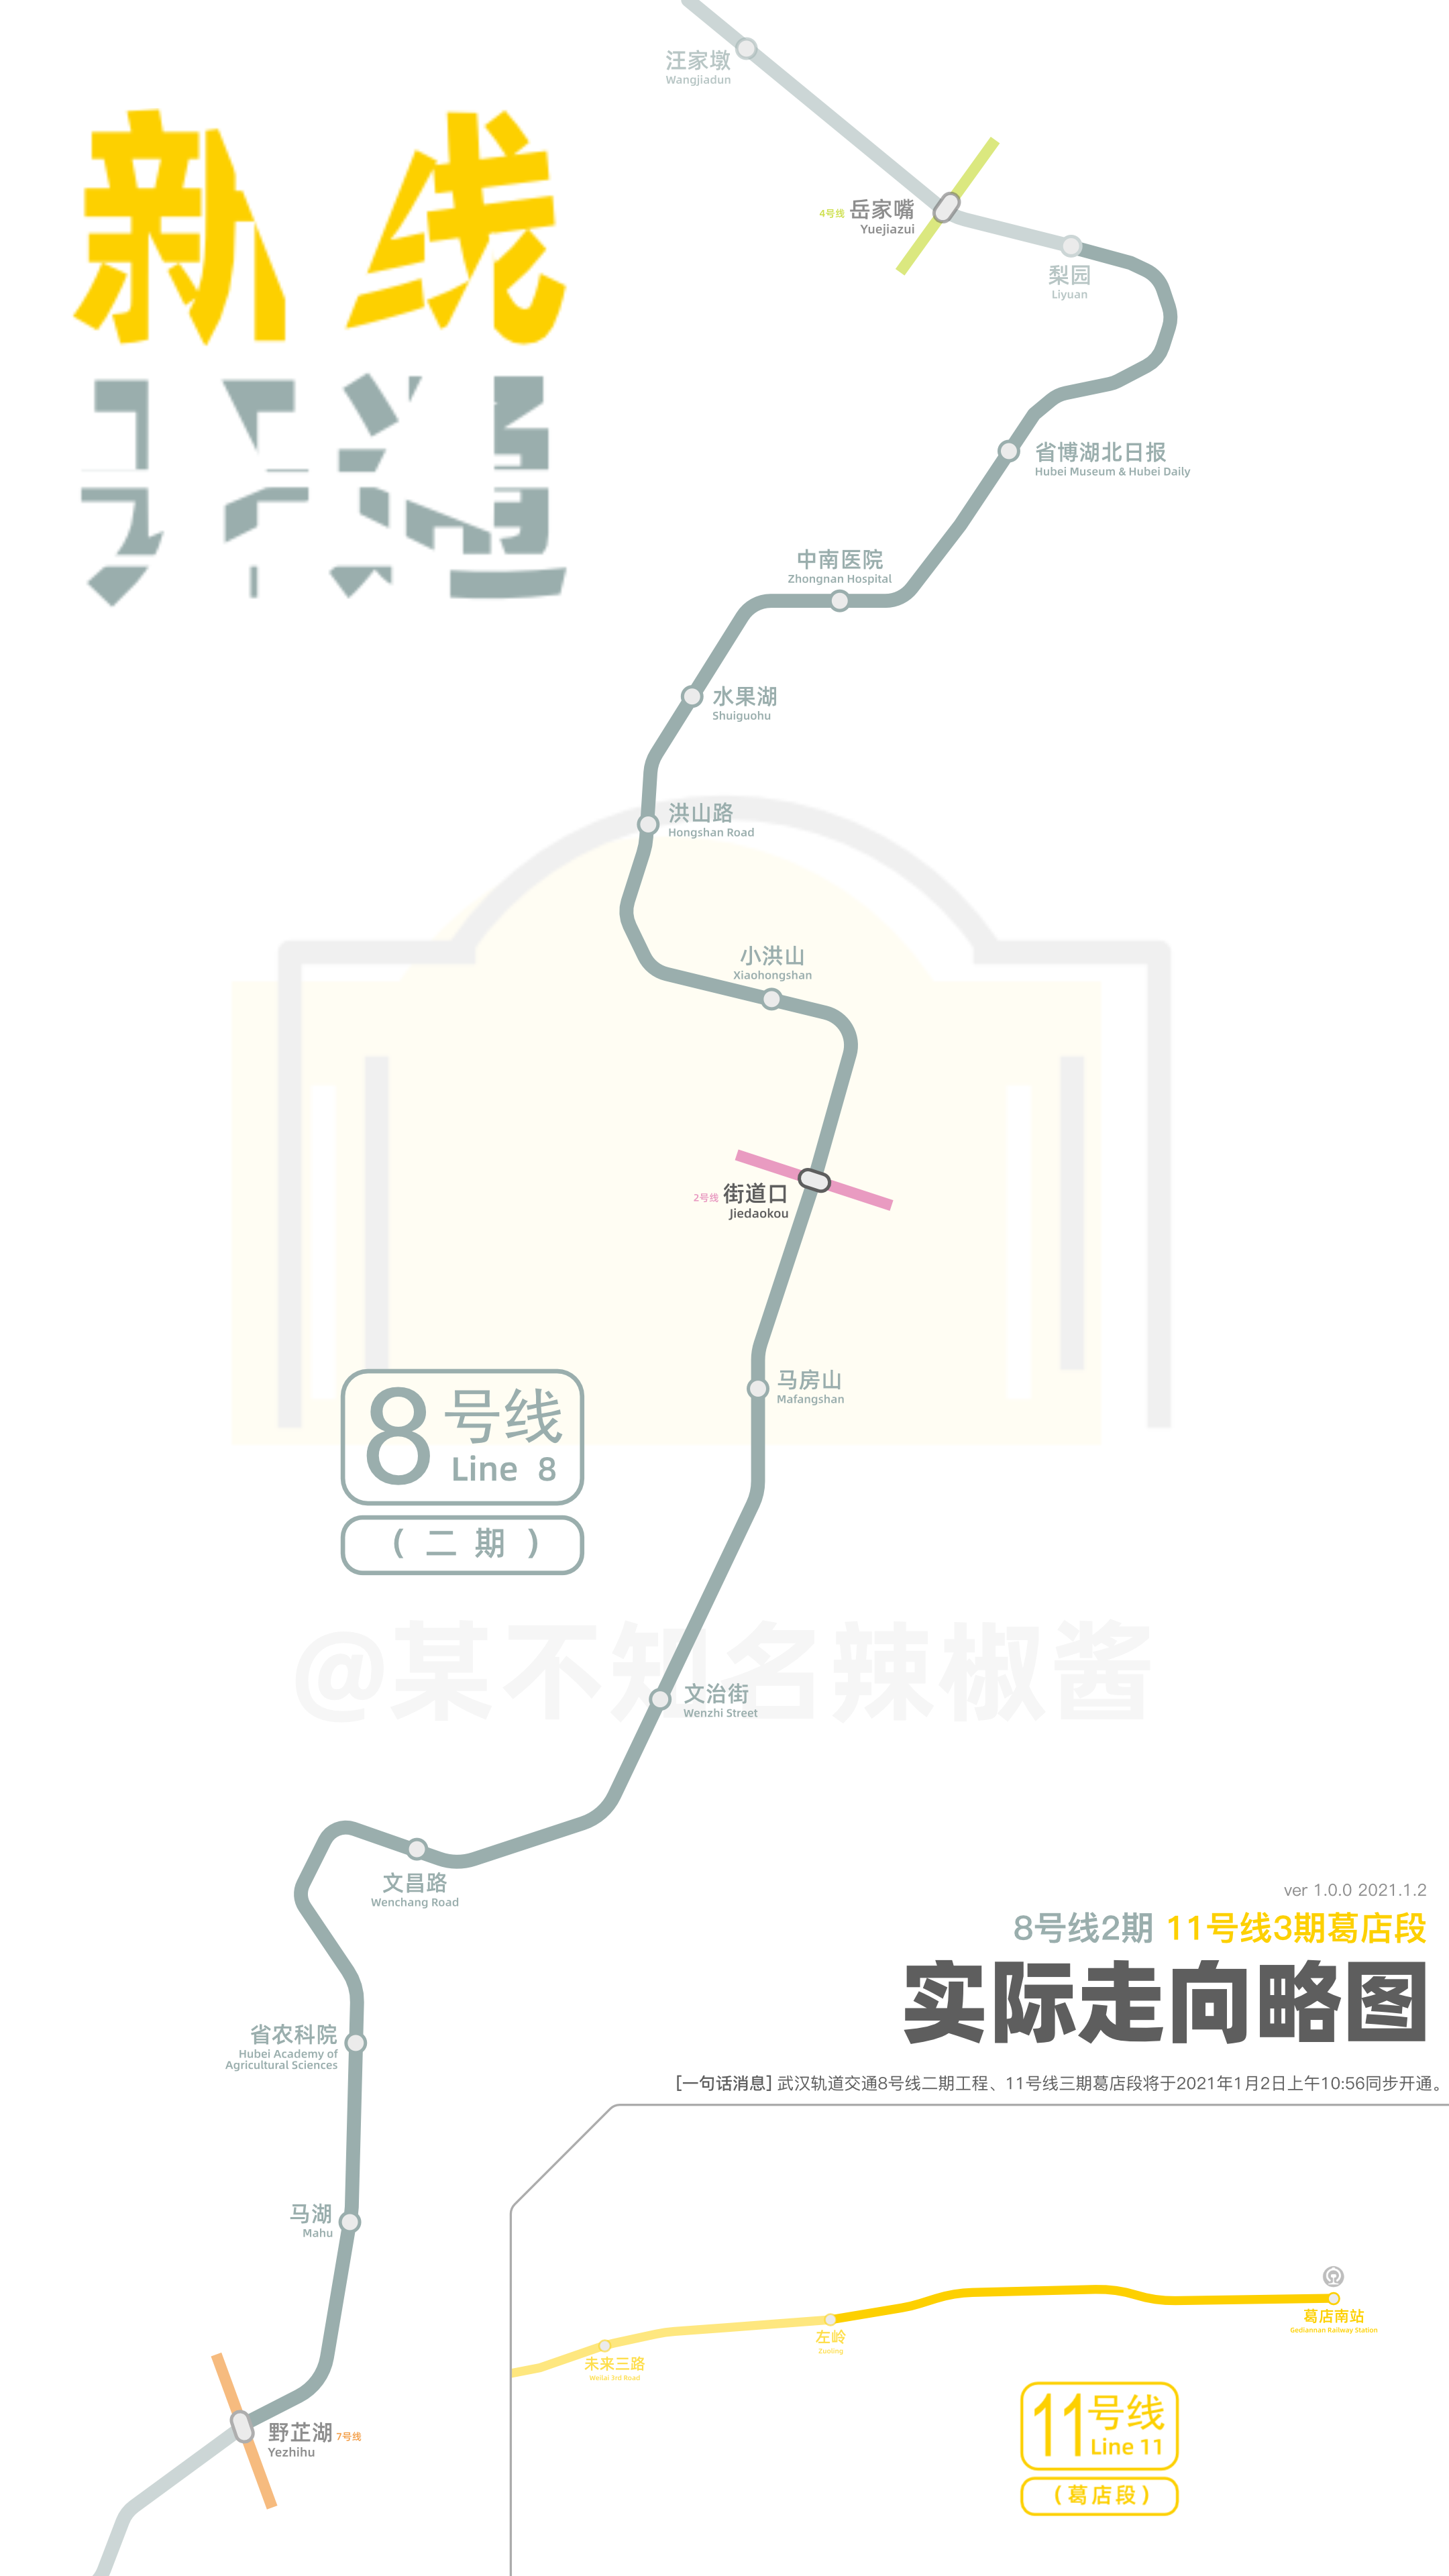 汪家墩
Wangjiadun
新线
开通
4号线 岳家嘴
Yuejiazui
梨园
Liyuan
省博湖北日报
Hubei Museum & Hubei Daily
中南医院
Zhongnan Hospital
水果湖
Shuiguohu
洪山路
Hongshan Road
小洪山
Xiaohongshan
2号线 街道口
Jiedaokou
马房山
Mafangshan
8号线
Line 8
(二期)
@某不知名辣椒酱
文治街
Wenzhi Street
文昌路
Wenchang Road
ver 1.0.0 2021.1.2
8号线2期 11号线3期葛店段
实际走向略图
[一句话消息] 武汉轨道交通8号线二期工程、11号线三期葛店段将于2021年1月2日上午10:56同步开通。
省农科院
Hubei Academy of
Agricultural Sciences
马湖
Mahu
野芷湖 7号线
Yezhihu
葛店南站
Gediannan Railway Station
左岭
Zuoling
未来三路
Weilai 3rd Road
11号线
Line 11
(葛店段)